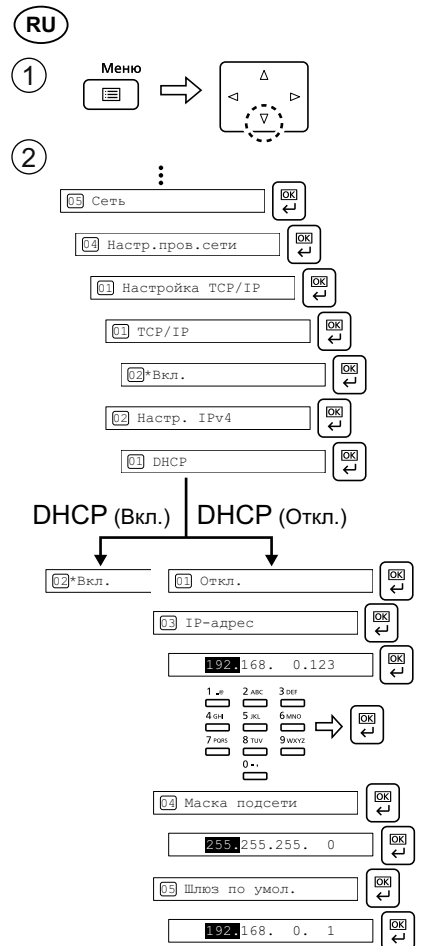 RU
1
Меню
2
05 Сеть
OK
04 Настр.пров.сети
OK
01 Настройка TCP/IP
OK
01 TCP/IP
OK
02*Вкл.
OK
02 Настр. IPv4
OK
01 DHCP
OK
DHCP (Вкл.) DHCP (Откл.)
02*Вкл. 01 Откл.
OK
03 IP-адрес
OK
192.168. 0.123
OK
1 .@ 2 ABC 3 DEF
4 GHI 5 JKL 6 MNO
OK
7 PQRS 8 TUV 9 WXYZ
0 - ,
04 Маска подсети
OK
255.255.255. 0
OK
05 Шлюз по умол.
OK
192.168. 0. 1
OK